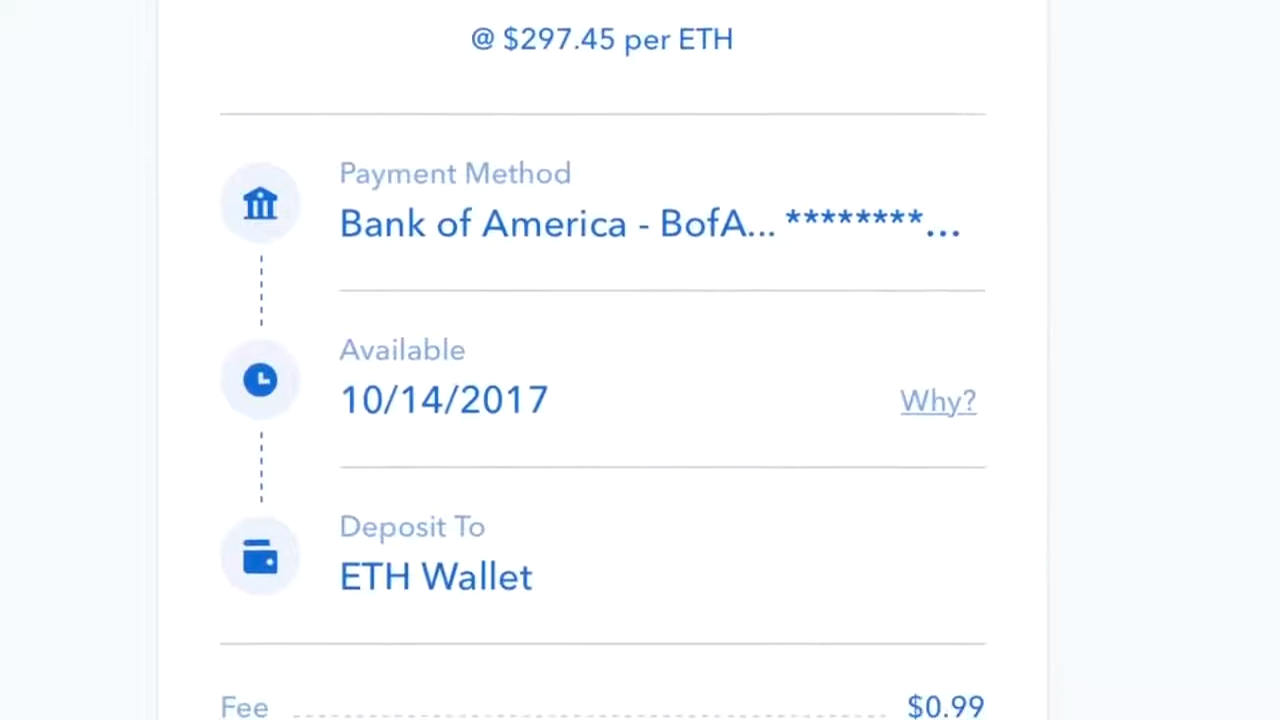 @ $297.45 per ETH
Payment Method
Bank of America - BofA... ********...
Available
10/14/2017
Why?
Deposit To
ETH Wallet
Fee
$0.99